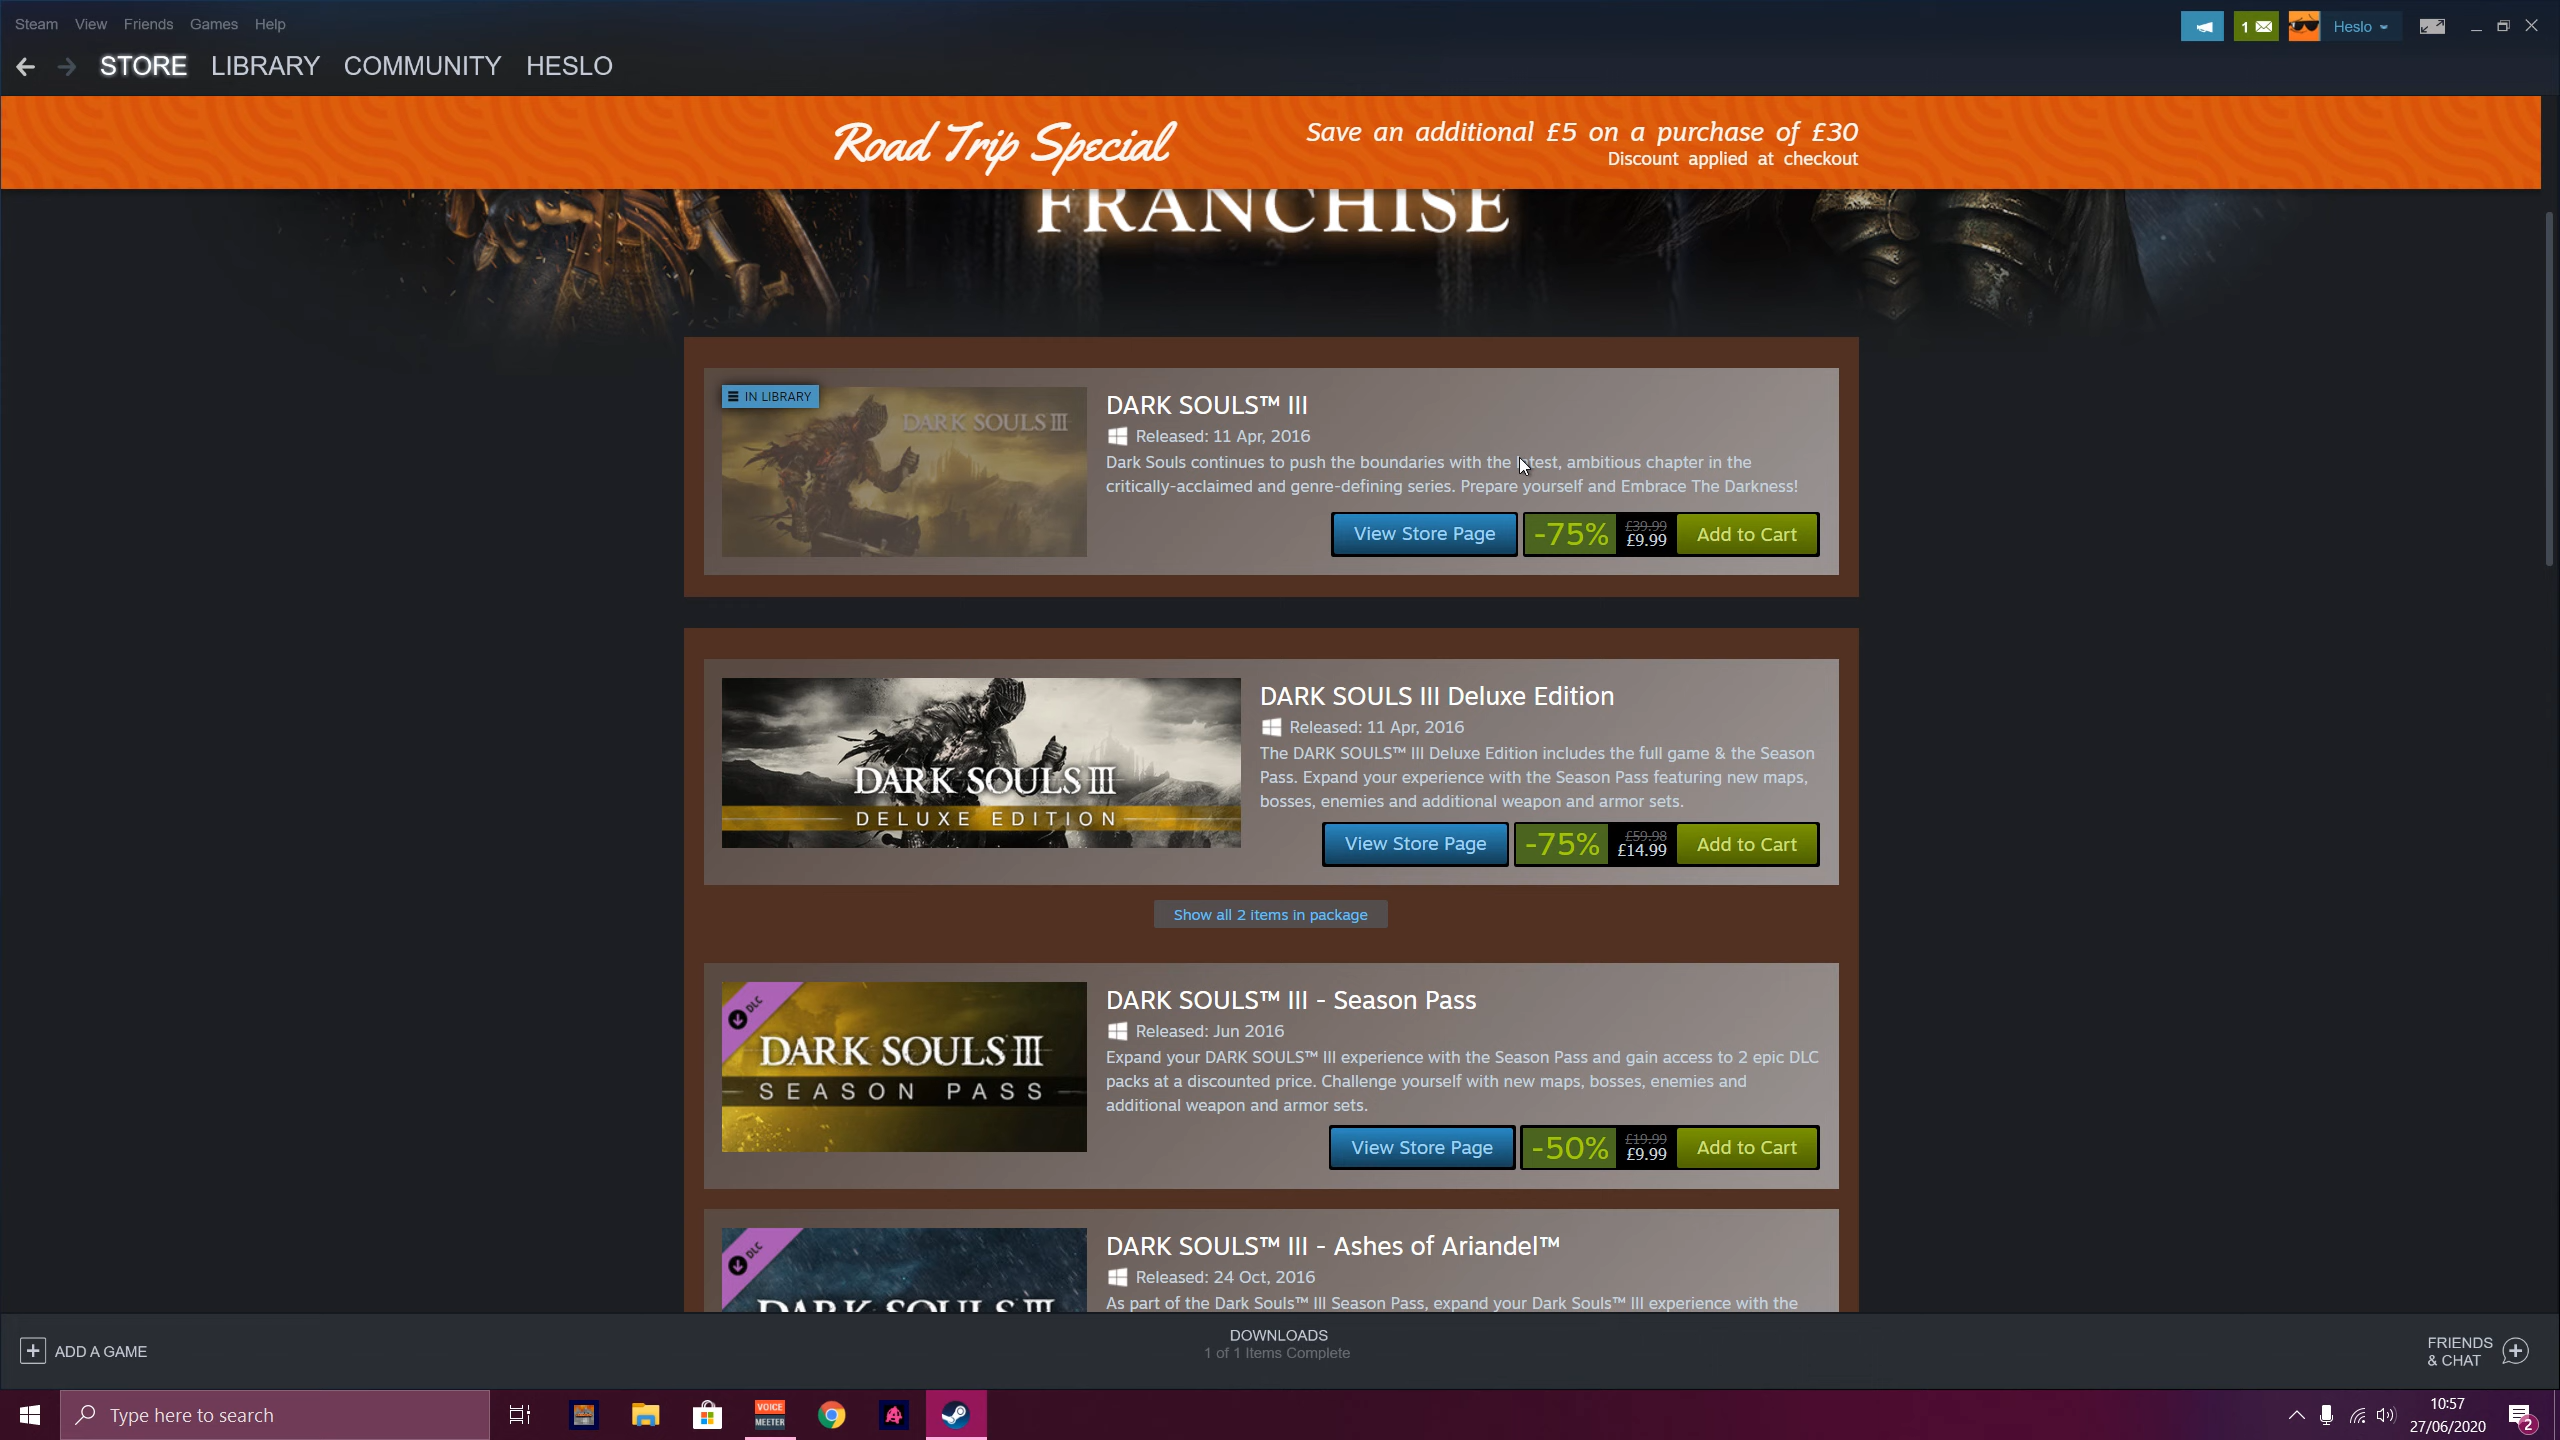 Steam View Friends Games Help
1 Heslo
STORE LIBRARY COMMUNITY HESLO
Road Trip Special
Save an additional £5 on a purchase of £30
Discount applied at checkout
FRANCHISE
IN LIBRARY
DARK SOULS III
DARK SOULS™ III
Released: 11 Apr, 2016
Dark Souls continues to push the boundaries with the latest, ambitious chapter in the
critically-acclaimed and genre-defining series. Prepare yourself and Embrace The Darkness!
View Store Page -75% £39.99 £9.99 Add to Cart
DARK SOULS III
DELUXE EDITION
DARK SOULS III Deluxe Edition
Released: 11 Apr, 2016
The DARK SOULS™ III Deluxe Edition includes the full game & the Season
Pass. Expand your experience with the Season Pass featuring new maps,
bosses, enemies and additional weapon and armor sets.
View Store Page -75% £59.98 £14.99 Add to Cart
Show all 2 items in package
DLC
DARK SOULS III
SEASON PASS
DARK SOULS™ III - Season Pass
Released: Jun 2016
Expand your DARK SOULS™ III experience with the Season Pass and gain access to 2 epic DLC
packs at a discounted price. Challenge yourself with new maps, bosses, enemies and
additional weapon and armor sets.
View Store Page -50% £19.99 £9.99 Add to Cart
DLC
DARK SOULS III
DARK SOULS™ III - Ashes of Ariandel™
Released: 24 Oct, 2016
As part of the Dark Souls™ III Season Pass, expand your Dark Souls™ III experience with the
ADD A GAME
DOWNLOADS
1 of 1 Items Complete
FRIENDS
& CHAT
Type here to search
VOICE
MEETER
10:57
27/06/2020
2